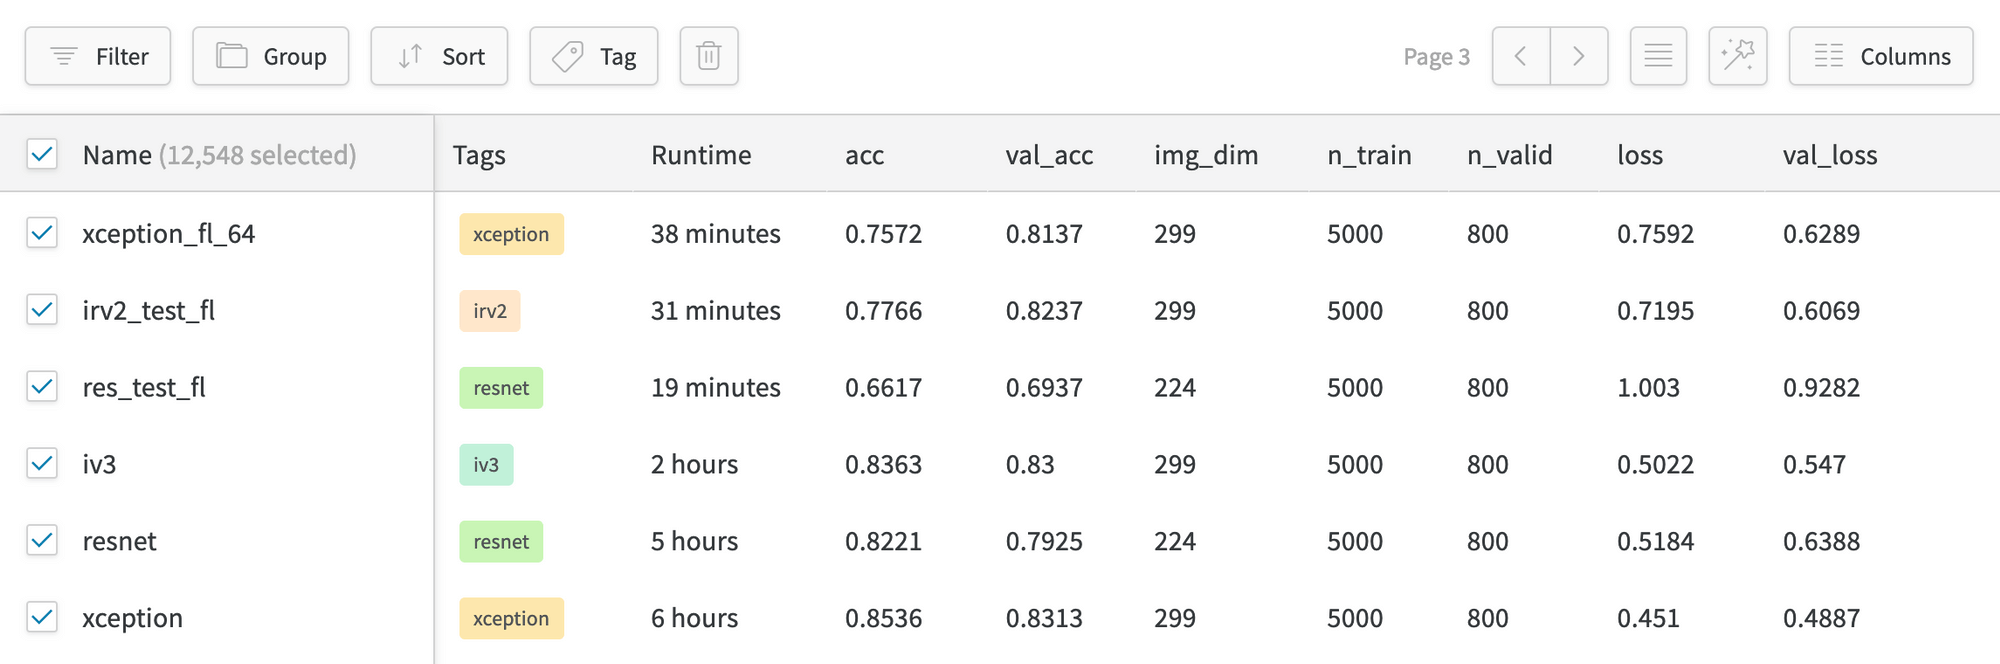 Filter Group Sort Tag Page 3 Columns
Name (12,548 selected) Tags Runtime acc val_acc img_dim n_train n_valid loss val_loss
xception_fl_64 xception 38 minutes 0.7572 0.8137 299 5000 800 0.7592 0.6289
irv2_test_fl irv2 31 minutes 0.7766 0.8237 299 5000 800 0.7195 0.6069
res_test_fl resnet 19 minutes 0.6617 0.6937 224 5000 800 1.003 0.9282
iv3 iv3 2 hours 0.8363 0.83 299 5000 800 0.5022 0.547
resnet resnet 5 hours 0.8221 0.7925 224 5000 800 0.5184 0.6388
xception xception 6 hours 0.8536 0.8313 299 5000 800 0.451 0.4887